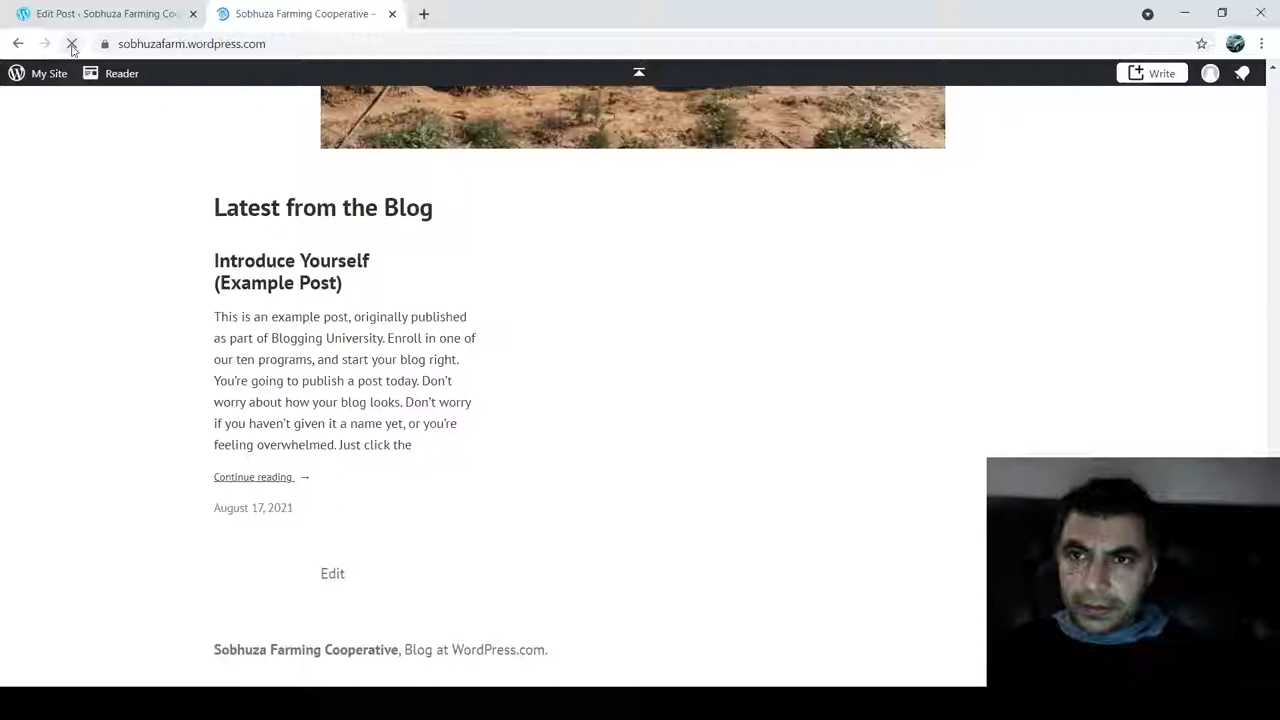 Edit Post ‹ Sobhuza Farming Co
Sobhuza Farming Cooperative –
sobhuzafarm.wordpress.com
My Site
Reader
Write
Latest from the Blog
Introduce Yourself
(Example Post)
This is an example post, originally published
as part of Blogging University. Enroll in one of
our ten programs, and start your blog right.
You're going to publish a post today. Don't
worry about how your blog looks. Don't worry
if you haven't given it a name yet, or you're
feeling overwhelmed. Just click the
Continue reading →
August 17, 2021
Edit
Sobhuza Farming Cooperative, Blog at WordPress.com.